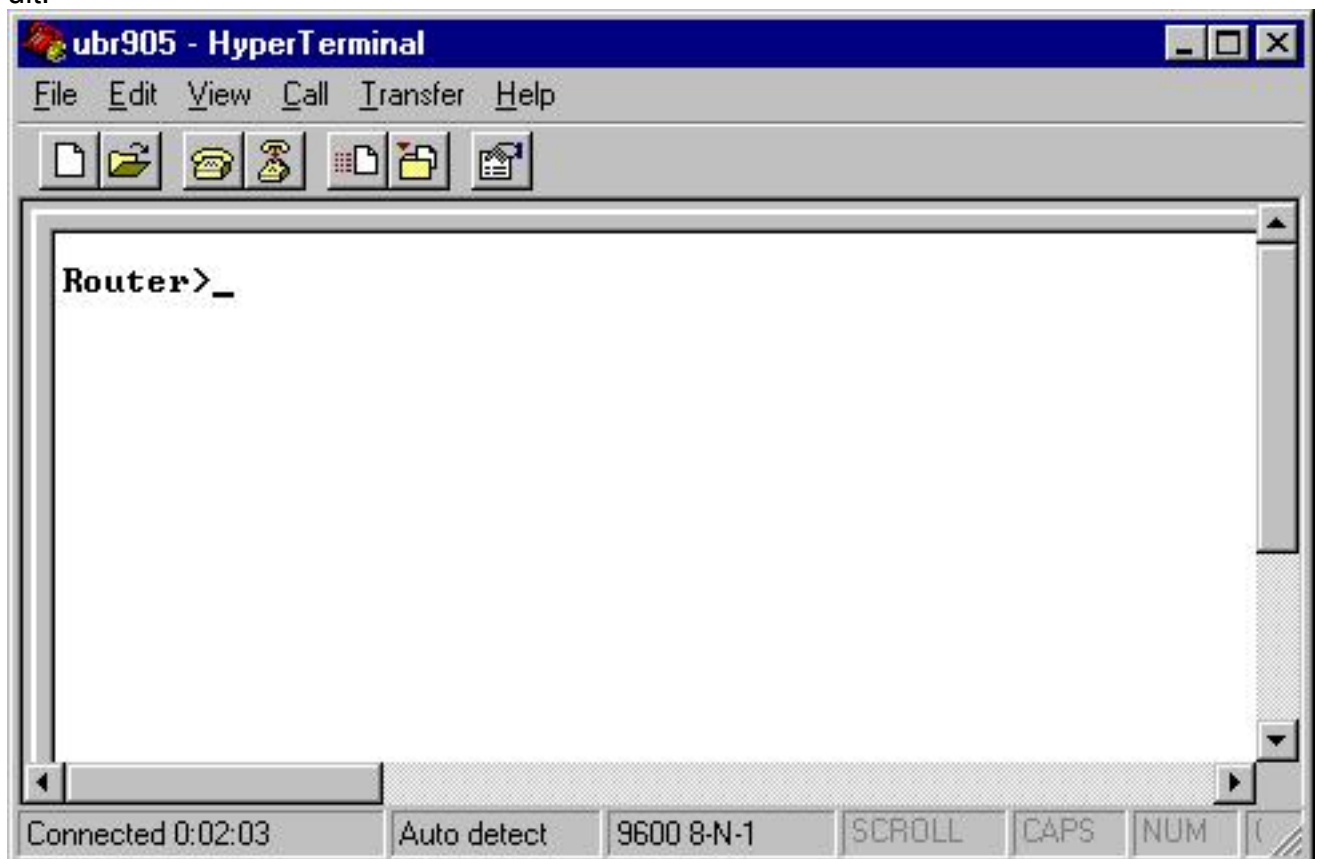 ubr905 - HyperTerminal
File Edit View Call Transfer Help
Router>_
Connected 0:02:03 Auto detect 9600 8-N-1 SCROLL CAPS NUM